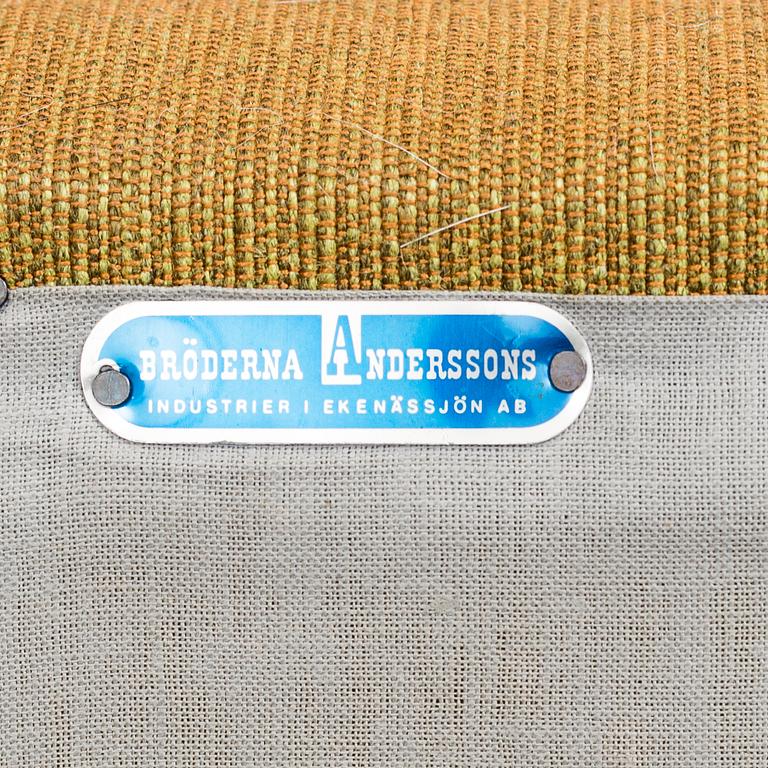 BRÖDERNA ANDERSSONS
INDUSTRIER I EKENÄSSJÖN AB